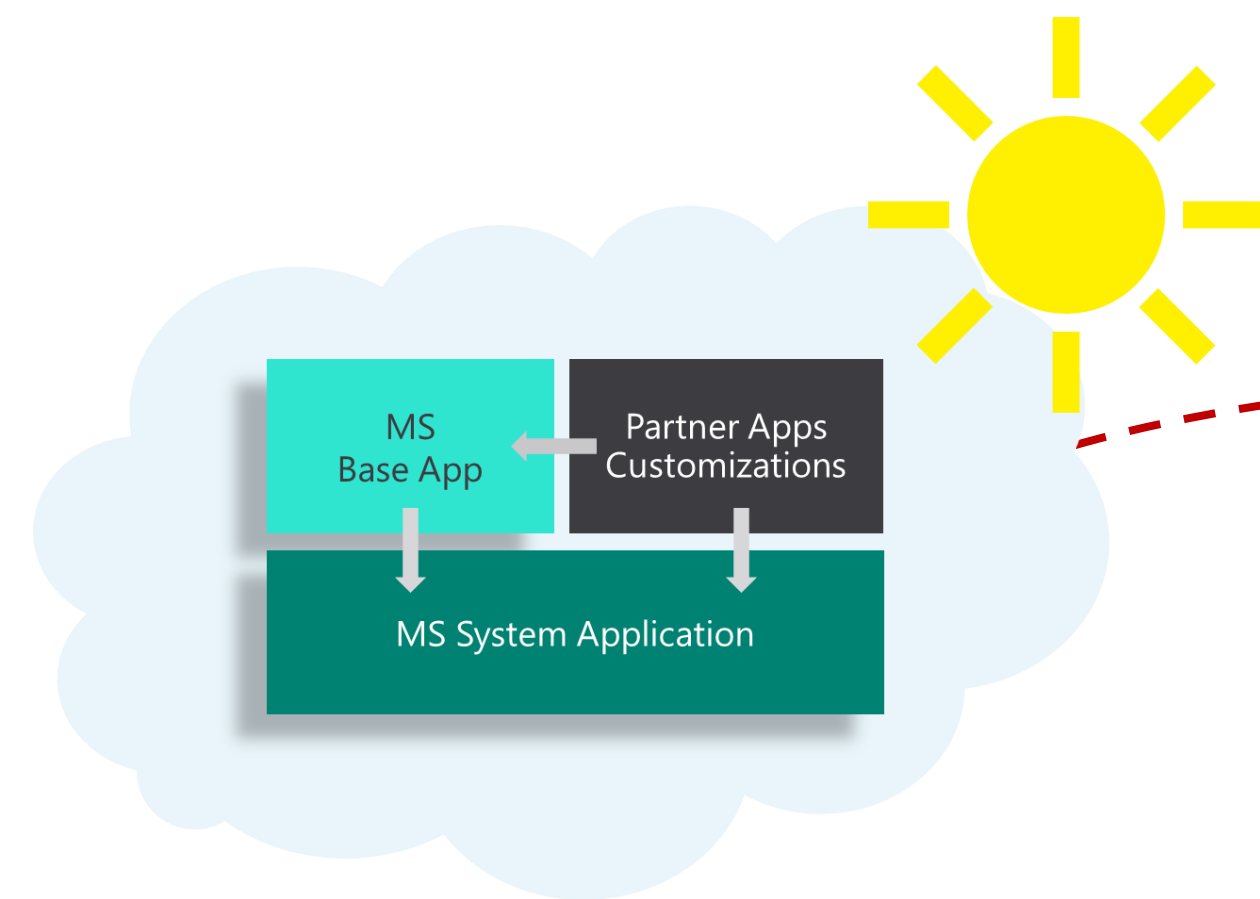 MS
Base App
Partner Apps
Customizations
MS System Application